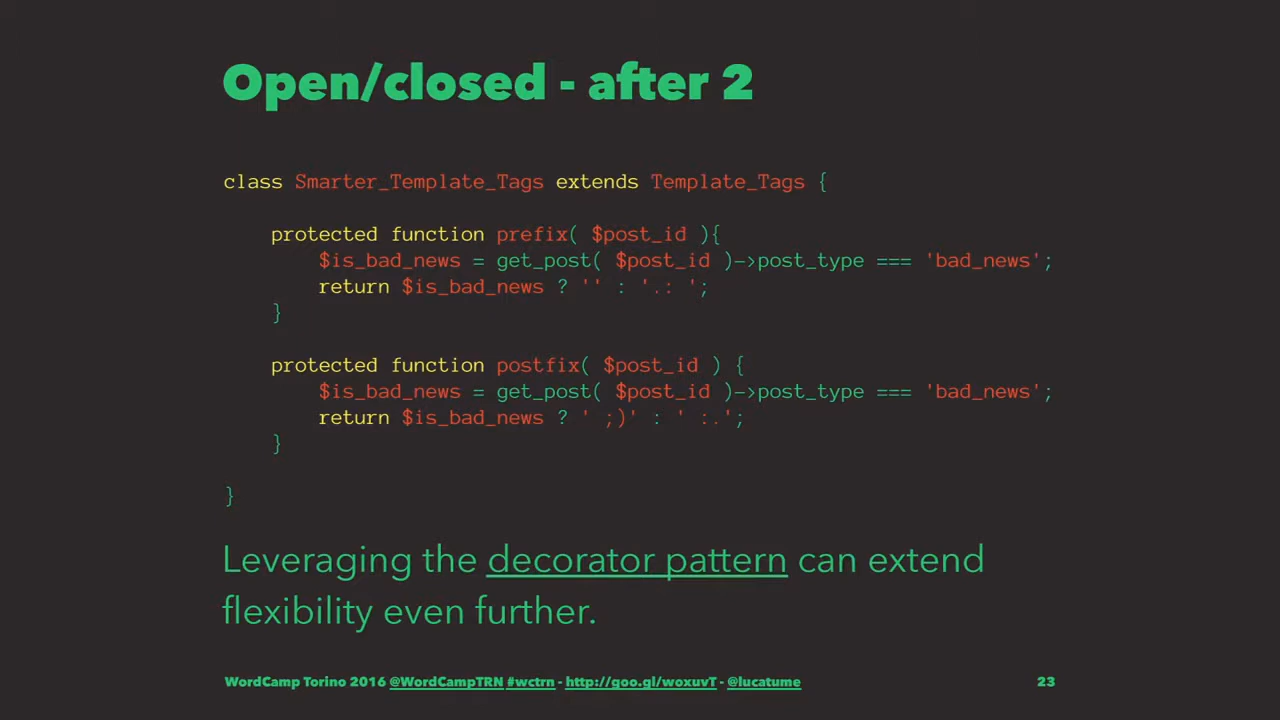 Open/closed - after 2
class Smarter_Template_Tags extends Template_Tags {
    protected function prefix( $post_id ){
        $is_bad_news = get_post( $post_id )->post_type === 'bad_news';
        return $is_bad_news ? '' : '.: ';
    }
    protected function postfix( $post_id ) {
        $is_bad_news = get_post( $post_id )->post_type === 'bad_news';
        return $is_bad_news ? ' ;)' : ' :.';
    }
}
Leveraging the decorator pattern can extend
flexibility even further.
WordCamp Torino 2016 @WordCampTRN #wctrn - http://goo.gl/woxuvT - @lucatume 23